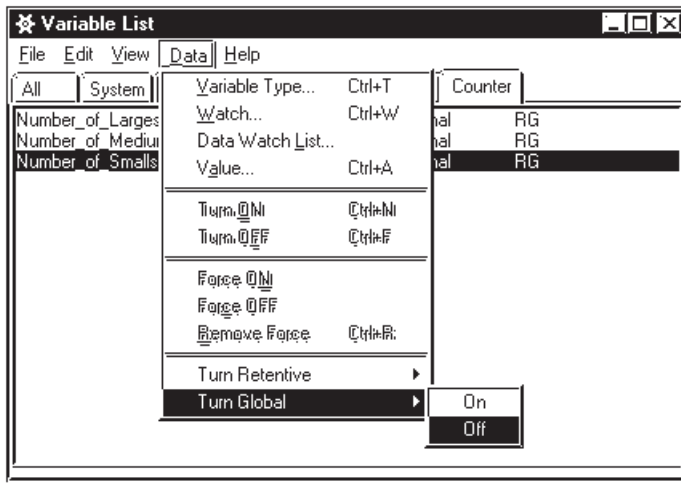 Variable List
File Edit View Data Help
All System Counter
Variable Type... Ctrl+T
Number_of_Larges nal RG
Watch... Ctrl+W
Number_of_Mediu nal RG
Data Watch List...
Number_of_Smalls nal RG
Value... Ctrl+A
Turn ON Ctrl+N
Turn OFF Ctrl+F
Force ON
Force OFF
Remove Force Ctrl+R
Turn Retentive
Turn Global On
Off